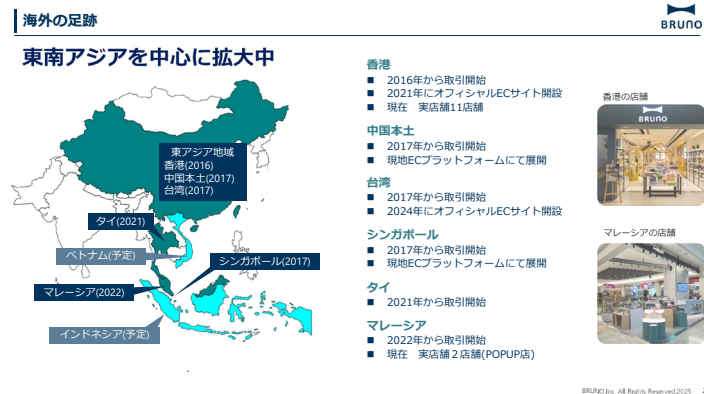 海外の足跡
BRUNO
東南アジアを中心に拡大中
東アジア地域
香港(2016)
中国本土(2017)
台湾(2017)
タイ(2021)
ベトナム(予定)
シンガポール(2017)
マレーシア(2022)
インドネシア(予定)
香港
■ 2016年から取引開始
■ 2021年にオフィシャルECサイト開設
■ 現在　実店舗11店舗
中国本土
■ 2017年から取引開始
■ 現地ECプラットフォームにて展開
台湾
■ 2017年から取引開始
■ 2024年にオフィシャルECサイト開設
シンガポール
■ 2017年から取引開始
■ 現地ECプラットフォームにて展開
タイ
■ 2021年から取引開始
マレーシア
■ 2022年から取引開始
■ 現在　実店舗２店舗(POPUP店)
香港の店舗
BRUNO
マレーシアの店舗
BRUNO.Inc. All Rights Reserved.2025